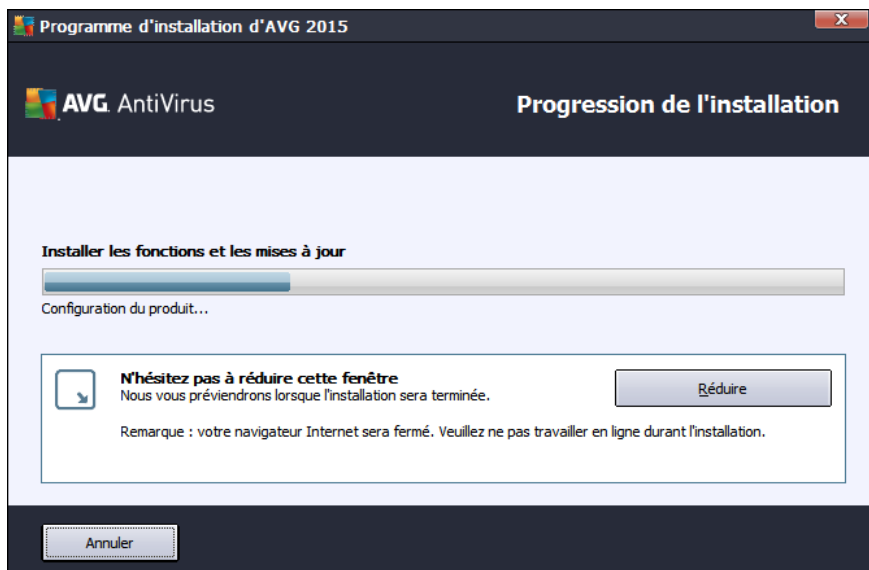 Programme d'installation d'AVG 2015
AVG. AntiVirus
Progression de l'installation
Installer les fonctions et les mises à jour
Configuration du produit...
N'hésitez pas à réduire cette fenêtre
Nous vous préviendrons lorsque l'installation sera terminée.
Réduire
Remarque : votre navigateur Internet sera fermé. Veuillez ne pas travailler en ligne durant l'installation.
Annuler